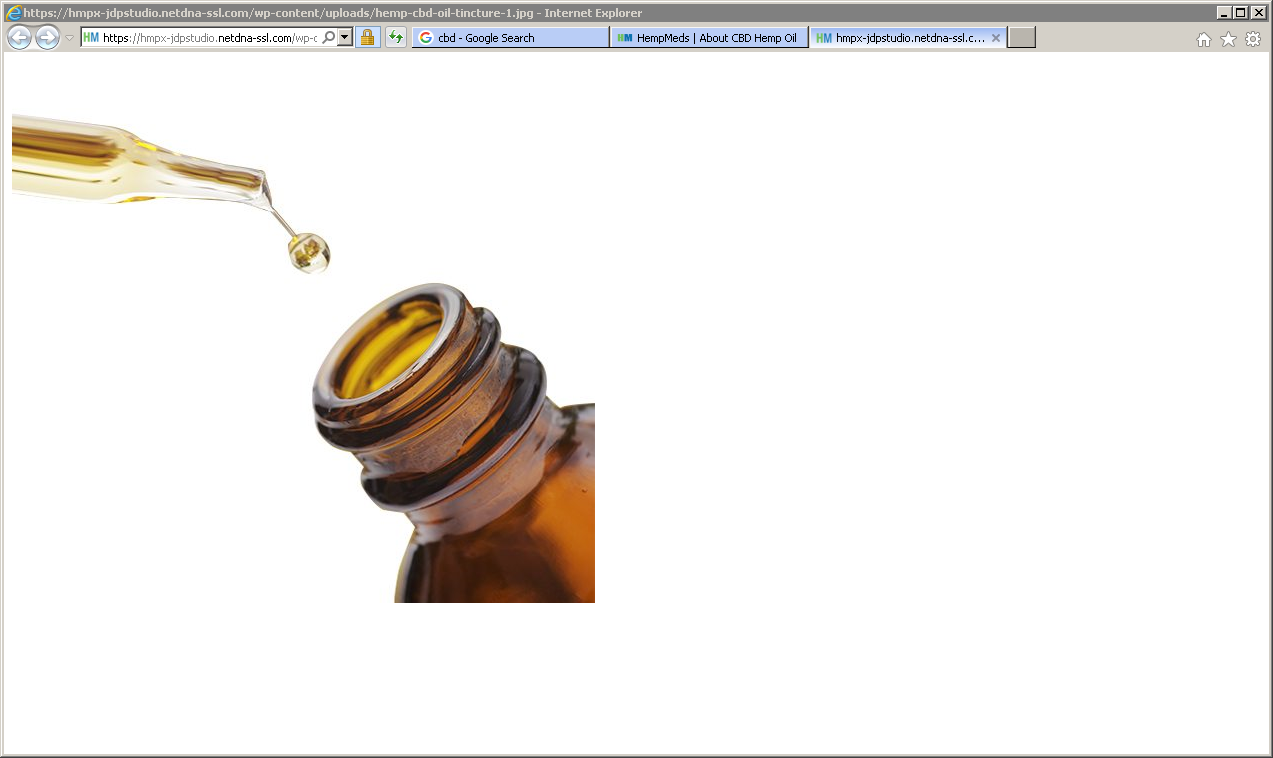 https://hmpx-jdpstudio.netdna-ssl.com/wp-content/uploads/hemp-cbd-oil-tincture-1.jpg - Internet Explorer
HM https://hmpx-jdpstudio.netdna-ssl.com/wp-c
G cbd - Google Search
HM HempMeds | About CBD Hemp Oil
HM hmpx-jdpstudio.netdna-ssl.c...